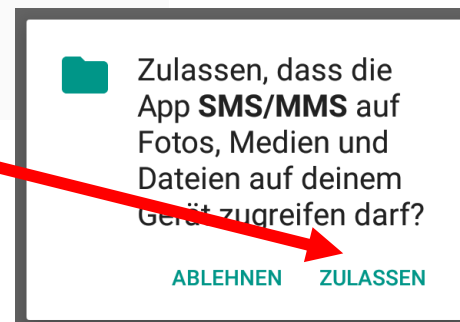 Zulassen, dass die
App SMS/MMS auf
Fotos, Medien und
Dateien auf deinem
Gerät zugreifen darf?
ABLEHNEN ZULASSEN